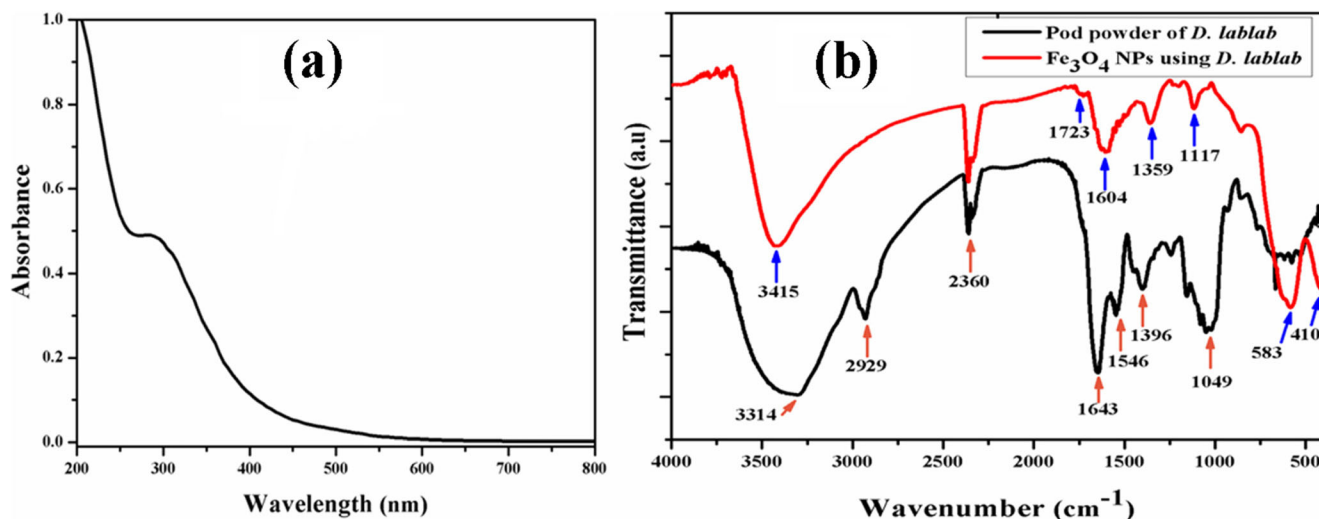 (a)
Absorbance
1.0
0.8
0.6
0.4
0.2
0.0
200 300 400 500 600 700 800
Wavelength (nm)
(b)
Pod powder of D. lablab
Fe₃O₄ NPs using D. lablab
Transmittance (a.u)
1723
1604
1359
1117
3415
2360
2929
3314
1643
1546
1396
1049
583
410
4000 3500 3000 2500 2000 1500 1000 500
Wavenumber (cm⁻¹)